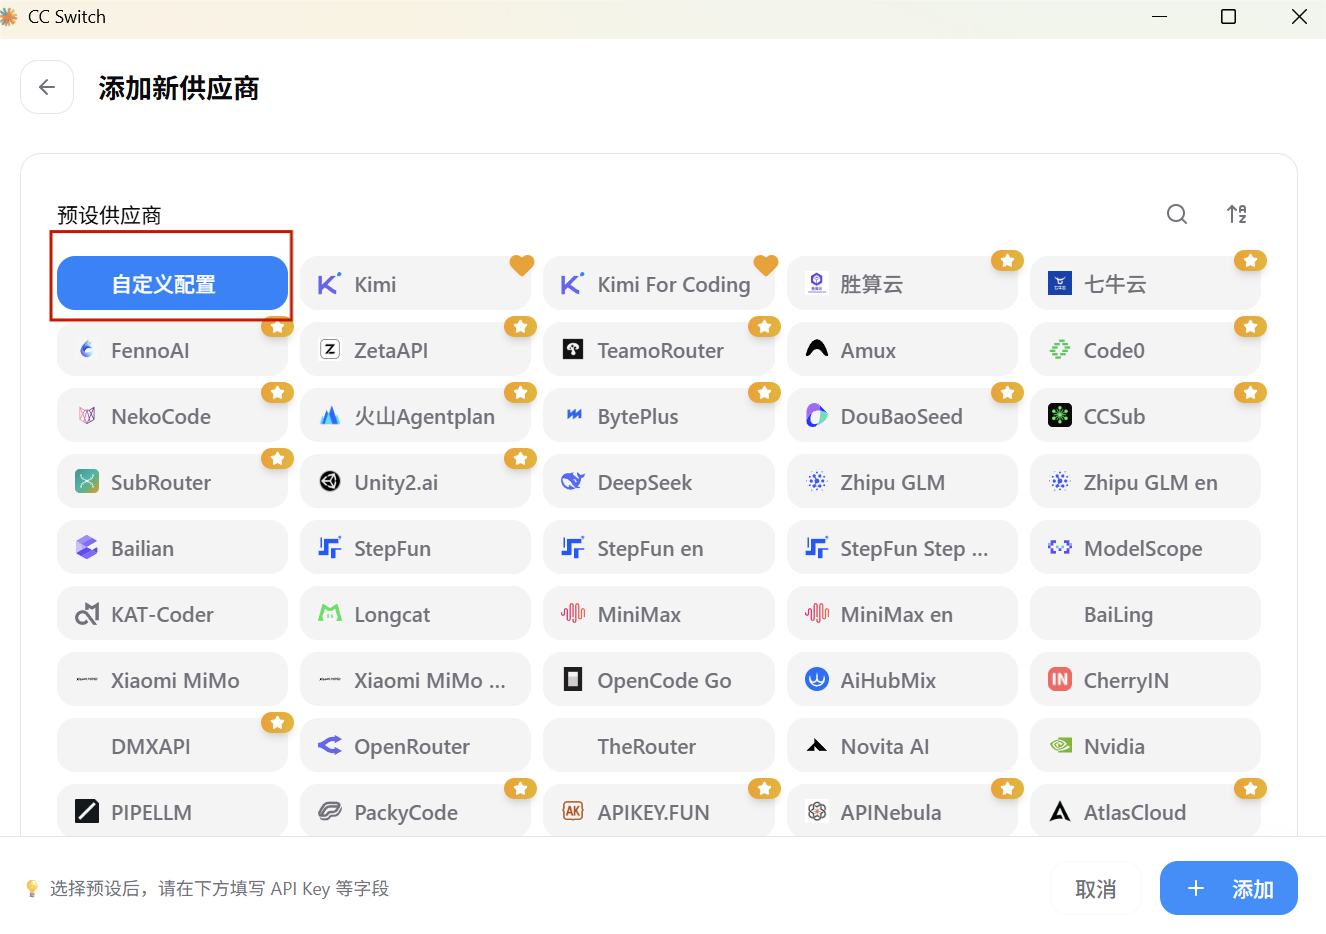 CC Switch
添加新供应商
预设供应商
自定义配置
Kimi
Kimi For Coding
胜算云
七牛云
FennoAI
ZetaAPI
TeamoRouter
Amux
Code0
NekoCode
火山Agentplan
BytePlus
DouBaoSeed
CCSub
SubRouter
Unity2.ai
DeepSeek
Zhipu GLM
Zhipu GLM en
Bailian
StepFun
StepFun en
StepFun Step ...
ModelScope
KAT-Coder
Longcat
MiniMax
MiniMax en
BaiLing
Xiaomi MiMo
Xiaomi MiMo ...
OpenCode Go
AiHubMix
CherryIN
DMXAPI
OpenRouter
TheRouter
Novita AI
Nvidia
PIPELLM
PackyCode
APIKEY.FUN
APINebula
AtlasCloud
选择预设后，请在下方填写 API Key 等字段
取消
添加